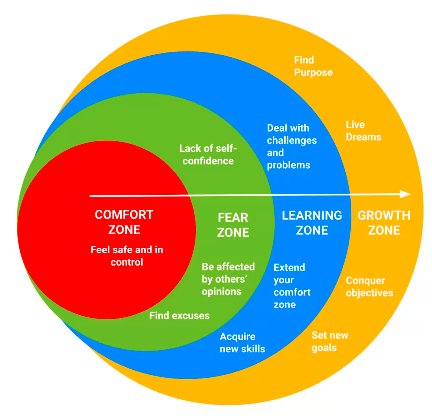 Find
Purpose
Live
Dreams
Deal with
challenges
and
problems
Lack of self-
confidence
COMFORT
ZONE
FEAR
ZONE
LEARNING
ZONE
GROWTH
ZONE
Feel safe and in
control
Be affected
by others'
opinions
Extend
your
comfort
zone
Conquer
objectives
Find excuses
Acquire
new skills
Set new
goals